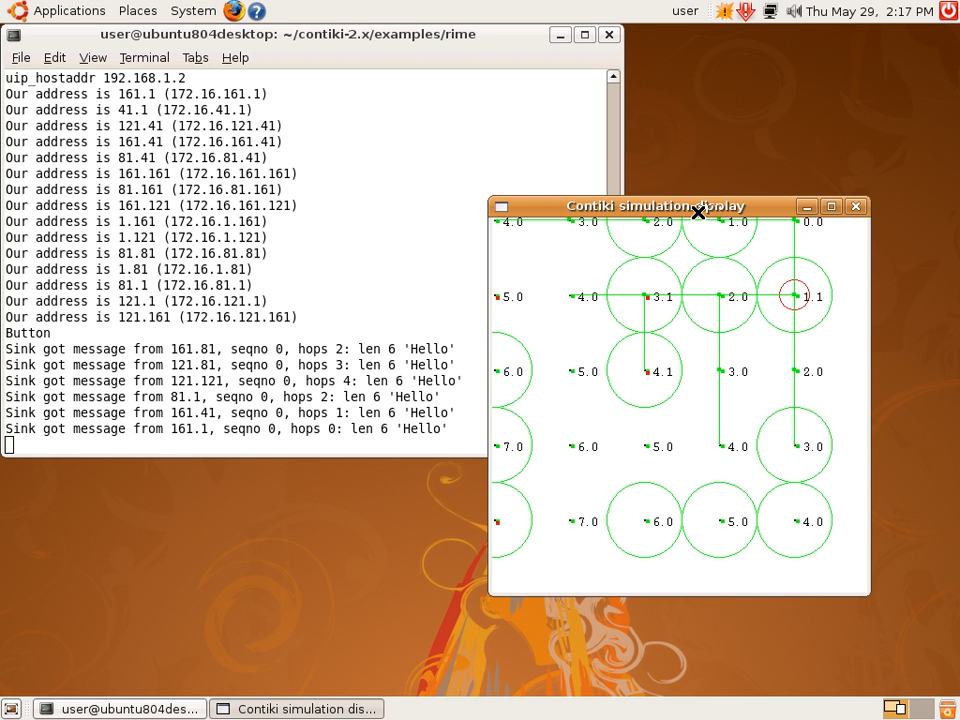 Applications Places System user Thu May 29, 2:17 PM
user@ubuntu804desktop: ~/contiki-2.x/examples/rime
File Edit View Terminal Tabs Help
uip_hostaddr 192.168.1.2
Our address is 161.1 (172.16.161.1)
Our address is 41.1 (172.16.41.1)
Our address is 121.41 (172.16.121.41)
Our address is 161.41 (172.16.161.41)
Our address is 81.41 (172.16.81.41)
Our address is 161.161 (172.16.161.161)
Our address is 81.161 (172.16.81.161)
Our address is 161.121 (172.16.161.121)
Our address is 1.161 (172.16.1.161)
Our address is 1.121 (172.16.1.121)
Our address is 81.81 (172.16.81.81)
Our address is 1.81 (172.16.1.81)
Our address is 81.1 (172.16.81.1)
Our address is 121.1 (172.16.121.1)
Our address is 121.161 (172.16.121.161)
Button
Sink got message from 161.81, seqno 0, hops 2: len 6 'Hello'
Sink got message from 121.81, seqno 0, hops 3: len 6 'Hello'
Sink got message from 121.121, seqno 0, hops 4: len 6 'Hello'
Sink got message from 81.1, seqno 0, hops 2: len 6 'Hello'
Sink got message from 161.41, seqno 0, hops 1: len 6 'Hello'
Sink got message from 161.1, seqno 0, hops 0: len 6 'Hello'
Contiki simulation display
4.0 3.0 2.0 1.0 0.0
5.0 4.0 3.1 2.0 1.1
6.0 5.0 4.1 3.0 2.0
7.0 6.0 5.0 4.0 3.0
7.0 6.0 5.0 4.0
user@ubuntu804des... Contiki simulation dis...